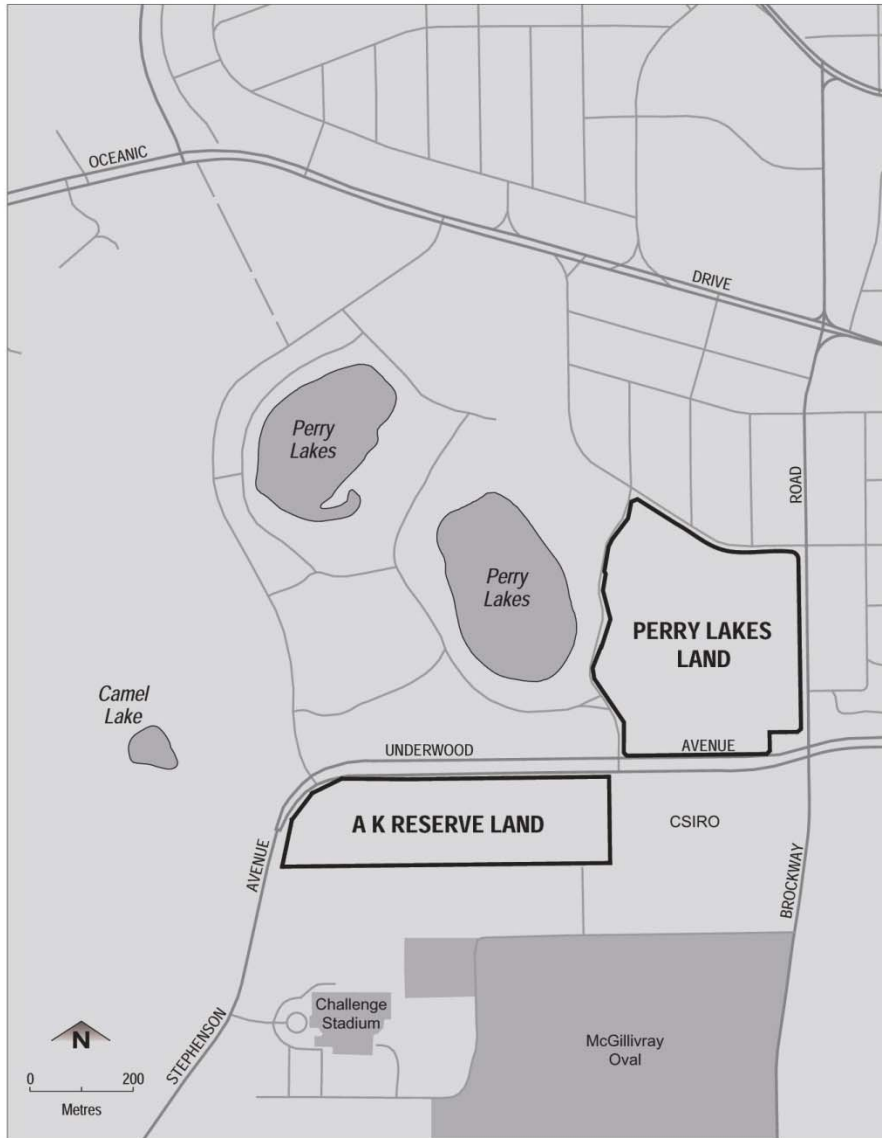 OCEANIC
DRIVE
Perry
Lakes
ROAD
Perry
Lakes
PERRY LAKES
LAND
Camel
Lake
UNDERWOOD
AVENUE
A K RESERVE LAND
CSIRO
AVENUE
BROCKWAY
STEPHENSON
Challenge
Stadium
McGillivray
Oval
N
0
200
Metres